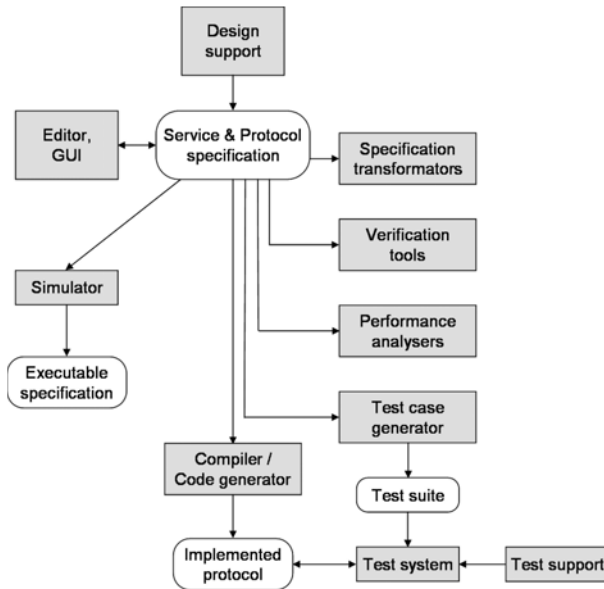 Design
support
Editor,
GUI
Service & Protocol
specification
Specification
transformators
Verification
tools
Simulator
Performance
analysers
Executable
specification
Test case
generator
Compiler /
Code generator
Test suite
Implemented
protocol
Test system
Test support